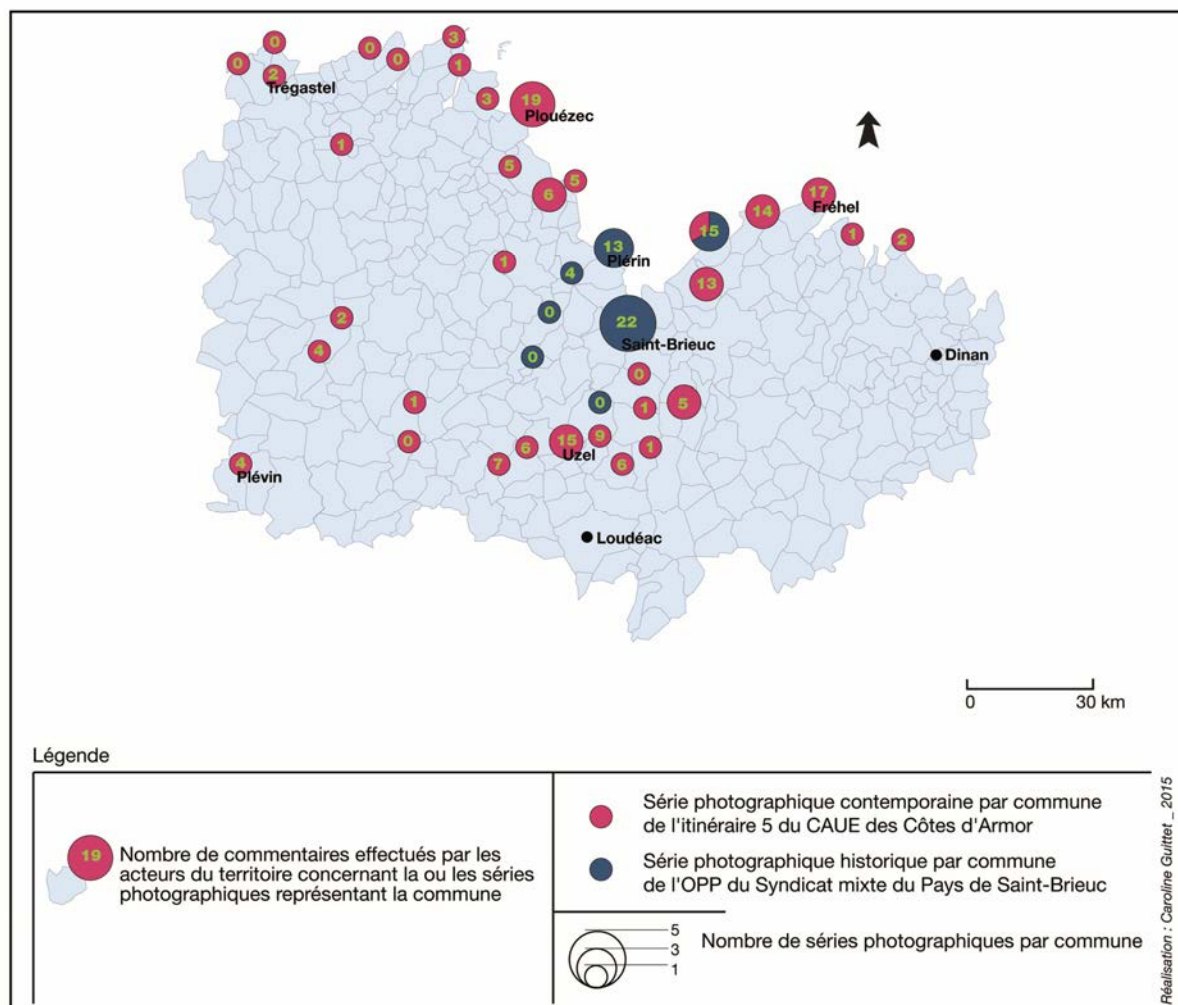 3
0
0
0
0
1
2
Trégastel
3
19
Plouézec
1
5
5
6
17
Fréhel
14
15
1
2
13
Plérin
1
4
13
2
0
22
Saint-Brieuc
4
0
Dinan
0
1
0
1
5
0
6
15
9
1
Uzel
4
Plévin
7
6
Loudéac
0 30 km
Légende
19
Nombre de commentaires effectués par les
acteurs du territoire concernant la ou les séries
photographiques représentant la commune
Série photographique contemporaine par commune
de l'itinéraire 5 du CAUE des Côtes d'Armor
Série photographique historique par commune
de l'OPP du Syndicat mixte du Pays de Saint-Brieuc
5
3
1
Nombre de séries photographiques par commune
Réalisation : Caroline Guittet _ 2015